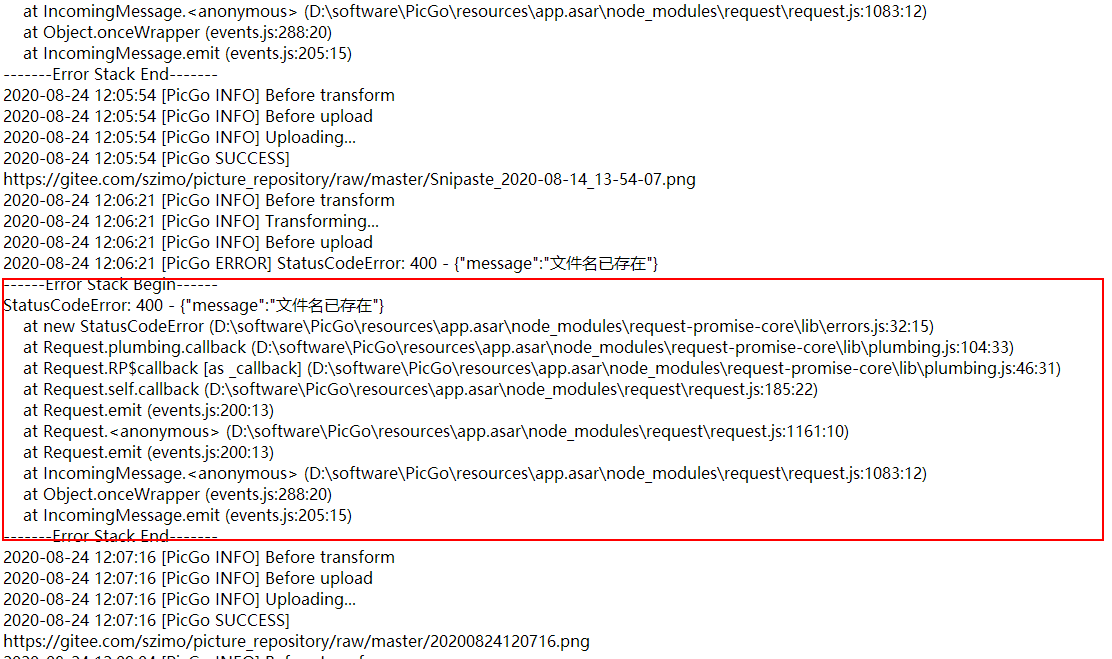 at IncomingMessage.<anonymous> (D:\software\PicGo\resources\app.asar\node_modules\request\request.js:1083:12)
at Object.onceWrapper (events.js:288:20)
at IncomingMessage.emit (events.js:205:15)
-------Error Stack End-------
2020-08-24 12:05:54 [PicGo INFO] Before transform
2020-08-24 12:05:54 [PicGo INFO] Before upload
2020-08-24 12:05:54 [PicGo INFO] Uploading...
2020-08-24 12:05:54 [PicGo SUCCESS]
https://gitee.com/szimo/picture_repository/raw/master/Snipaste_2020-08-14_13-54-07.png
2020-08-24 12:06:21 [PicGo INFO] Before transform
2020-08-24 12:06:21 [PicGo INFO] Transforming...
2020-08-24 12:06:21 [PicGo INFO] Before upload
2020-08-24 12:06:21 [PicGo ERROR] StatusCodeError: 400 - {"message":"文件名已存在"}
------Error Stack Begin------
StatusCodeError: 400 - {"message":"文件名已存在"}
at new StatusCodeError (D:\software\PicGo\resources\app.asar\node_modules\request-promise-core\lib\errors.js:32:15)
at Request.plumbing.callback (D:\software\PicGo\resources\app.asar\node_modules\request-promise-core\lib\plumbing.js:104:33)
at Request.RP$callback [as _callback] (D:\software\PicGo\resources\app.asar\node_modules\request-promise-core\lib\plumbing.js:46:31)
at Request.self.callback (D:\software\PicGo\resources\app.asar\node_modules\request\request.js:185:22)
at Request.emit (events.js:200:13)
at Request.<anonymous> (D:\software\PicGo\resources\app.asar\node_modules\request\request.js:1161:10)
at Request.emit (events.js:200:13)
at IncomingMessage.<anonymous> (D:\software\PicGo\resources\app.asar\node_modules\request\request.js:1083:12)
at Object.onceWrapper (events.js:288:20)
at IncomingMessage.emit (events.js:205:15)
-------Error Stack End-------
2020-08-24 12:07:16 [PicGo INFO] Before transform
2020-08-24 12:07:16 [PicGo INFO] Before upload
2020-08-24 12:07:16 [PicGo INFO] Uploading...
2020-08-24 12:07:16 [PicGo SUCCESS]
https://gitee.com/szimo/picture_repository/raw/master/20200824120716.png